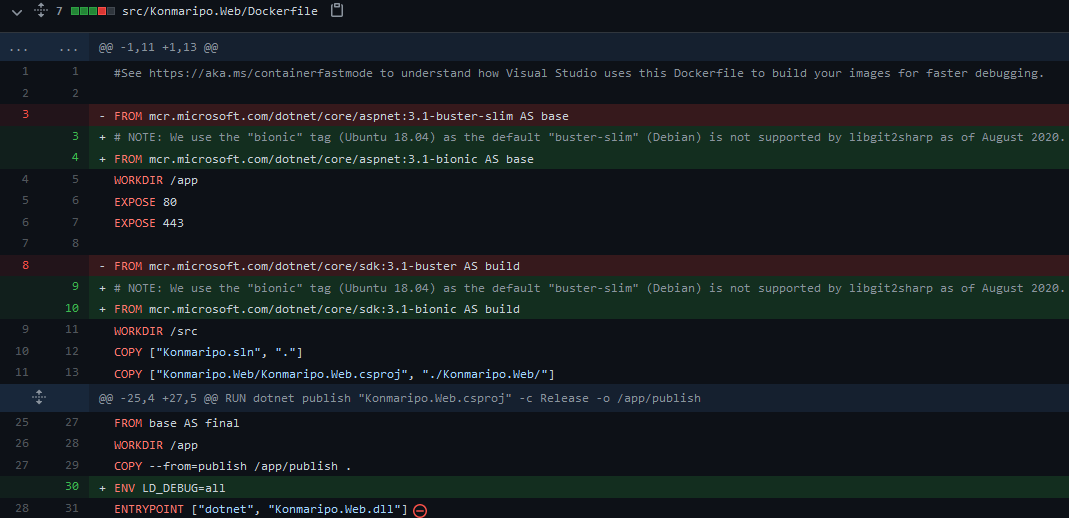 7 src/Konmaripo.Web/Dockerfile
... ... @@ -1,11 +1,13 @@
1 1 #See https://aka.ms/containerfastmode to understand how Visual Studio uses this Dockerfile to build your images for faster debugging.
2 2
3 - FROM mcr.microsoft.com/dotnet/core/aspnet:3.1-buster-slim AS base
3 + # NOTE: We use the "bionic" tag (Ubuntu 18.04) as the default "buster-slim" (Debian) is not supported by libgit2sharp as of August 2020.
4 + FROM mcr.microsoft.com/dotnet/core/aspnet:3.1-bionic AS base
4 5 WORKDIR /app
5 6 EXPOSE 80
6 7 EXPOSE 443
7 8
8 - FROM mcr.microsoft.com/dotnet/core/sdk:3.1-buster AS build
9 + # NOTE: We use the "bionic" tag (Ubuntu 18.04) as the default "buster-slim" (Debian) is not supported by libgit2sharp as of August 2020.
10 + FROM mcr.microsoft.com/dotnet/core/sdk:3.1-bionic AS build
9 11 WORKDIR /src
10 12 COPY ["Konmaripo.sln", "."]
11 13 COPY ["Konmaripo.Web/Konmaripo.Web.csproj", "./Konmaripo.Web/"]
@@ -25,4 +27,5 @@ RUN dotnet publish "Konmaripo.Web.csproj" -c Release -o /app/publish
25 27 FROM base AS final
26 28 WORKDIR /app
27 29 COPY --from=publish /app/publish .
30 + ENV LD_DEBUG=all
28 31 ENTRYPOINT ["dotnet", "Konmaripo.Web.dll"]